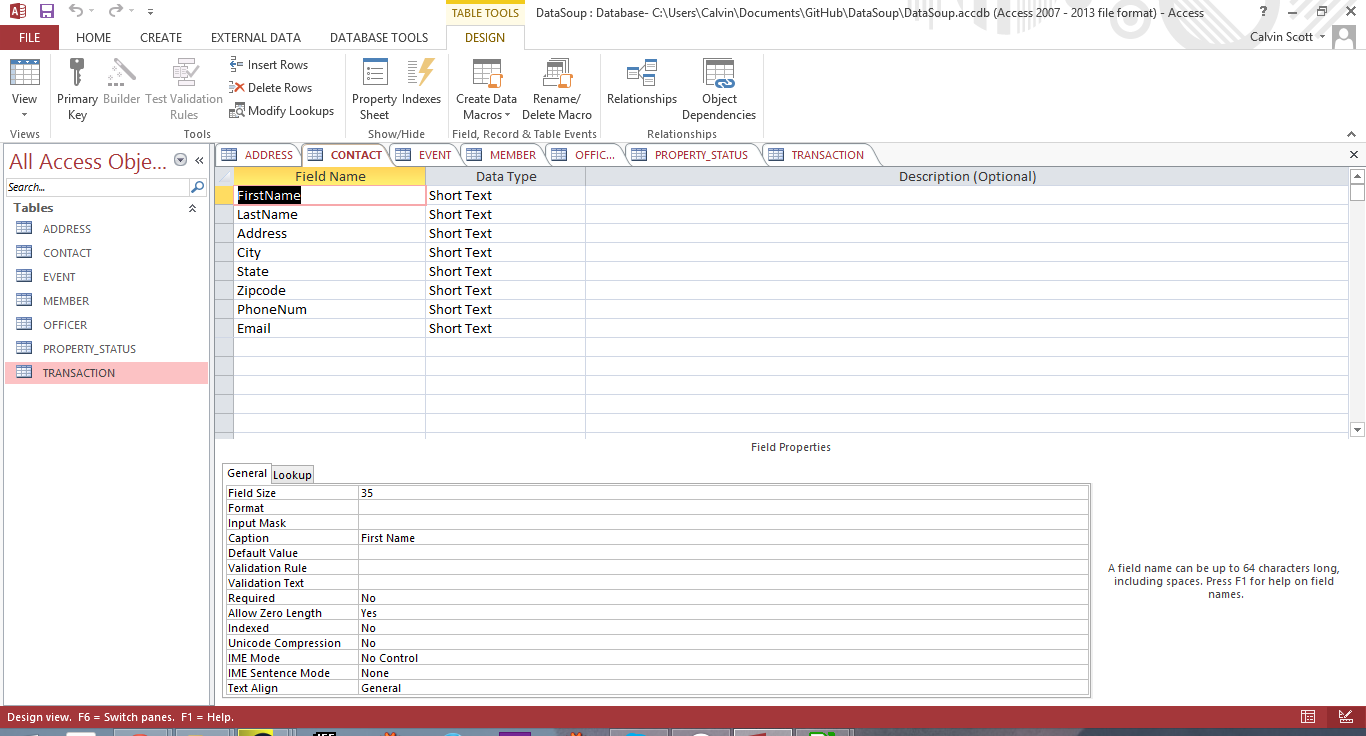 TABLE TOOLS DataSoup : Database- C:\Users\Calvin\Documents\GitHub\DataSoup\DataSoup.accdb (Access 2007 - 2013 file format) - Access ?
FILE HOME CREATE EXTERNAL DATA DATABASE TOOLS DESIGN Calvin Scott
View
Views
Primary Key
Builder
Test Validation Rules
Insert Rows
Delete Rows
Modify Lookups
Tools
Property Sheet
Indexes
Show/Hide
Create Data Macros
Rename/ Delete Macro
Field, Record & Table Events
Relationships
Object Dependencies
Relationships
All Access Obje...
Search...
Tables
ADDRESS
CONTACT
EVENT
MEMBER
OFFICER
PROPERTY_STATUS
TRANSACTION
ADDRESS CONTACT EVENT MEMBER OFFIC... PROPERTY_STATUS TRANSACTION
Field Name Data Type Description (Optional)
FirstName Short Text
LastName Short Text
Address Short Text
City Short Text
State Short Text
Zipcode Short Text
PhoneNum Short Text
Email Short Text
Field Properties
General Lookup
Field Size 35
Format
Input Mask
Caption First Name
Default Value
Validation Rule
Validation Text
Required No
Allow Zero Length Yes
Indexed No
Unicode Compression No
IME Mode No Control
IME Sentence Mode None
Text Align General
A field name can be up to 64 characters long,
including spaces. Press F1 for help on field
names.
Design view. F6 = Switch panes. F1 = Help.